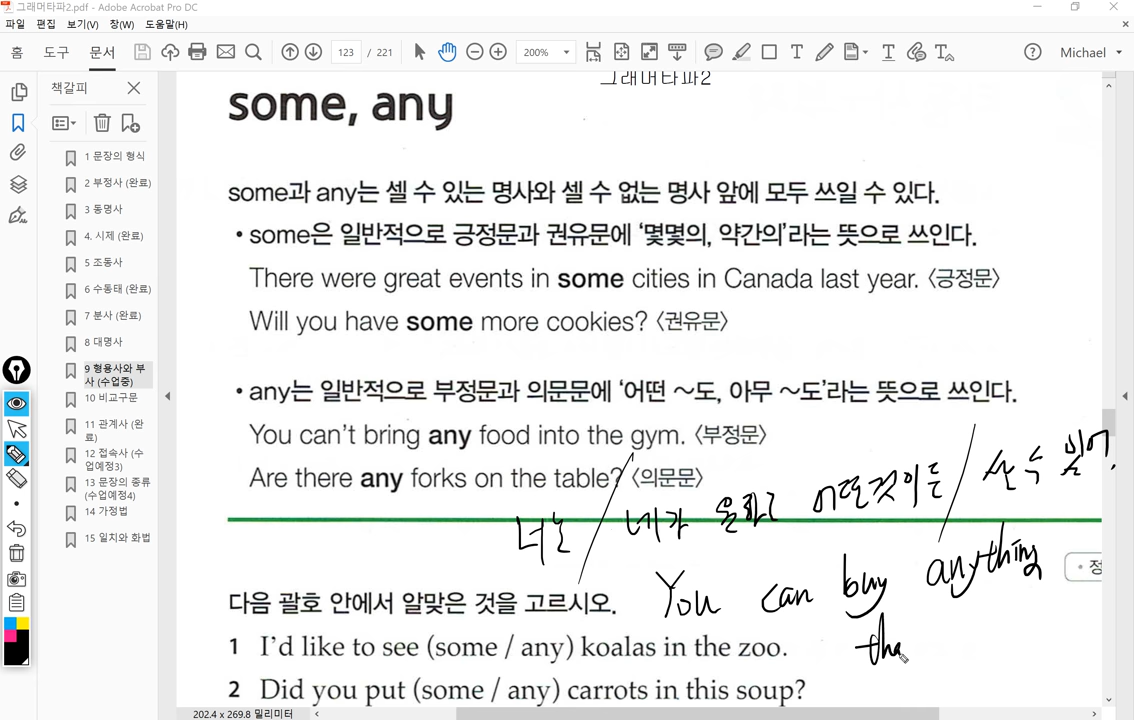 그래머타파2.pdf - Adobe Acrobat Pro DC
파일 편집 보기(V) 창(W) 도움말(H)
홈 도구 문서 123 / 221 200% Michael
책갈피
1 문장의 형식
2 부정사 (완료)
3 동명사
4. 시제 (완료)
5 조동사
6 수동태 (완료)
7 분사 (완료)
8 대명사
9 형용사와 부
사 (수업중)
10 비교구문
11 관계사 (완
료)
12 접속사 (수
업예정3)
13 문장의 종류
(수업예정4)
14 가정법
15 일치와 화법
그래머타파2
some, any
some과 any는 셀 수 있는 명사와 셀 수 없는 명사 앞에 모두 쓰일 수 있다.
• some은 일반적으로 긍정문과 권유문에 ‘몇몇의, 약간의’라는 뜻으로 쓰인다.
There were great events in some cities in Canada last year. 〈긍정문〉
Will you have some more cookies? 〈권유문〉
• any는 일반적으로 부정문과 의문문에 ‘어떤 ~도, 아무 ~도’라는 뜻으로 쓰인다.
You can’t bring any food into the gym. 〈부정문〉
Are there any forks on the table? 〈의문문〉
너는 / 네가 원하는 어떤것이든 / 살 수 있어.
You can buy anything
tha
정
다음 괄호 안에서 알맞은 것을 고르시오.
1 I’d like to see (some / any) koalas in the zoo.
2 Did you put (some / any) carrots in this soup?
202.4 x 269.8 밀리미터